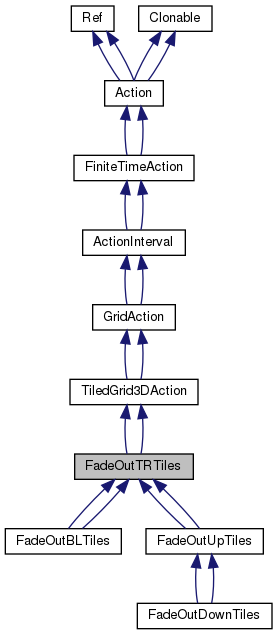 Ref Clonable
Action
FiniteTimeAction
ActionInterval
GridAction
TiledGrid3DAction
FadeOutTRTiles
FadeOutBLTiles FadeOutUpTiles
FadeOutDownTiles